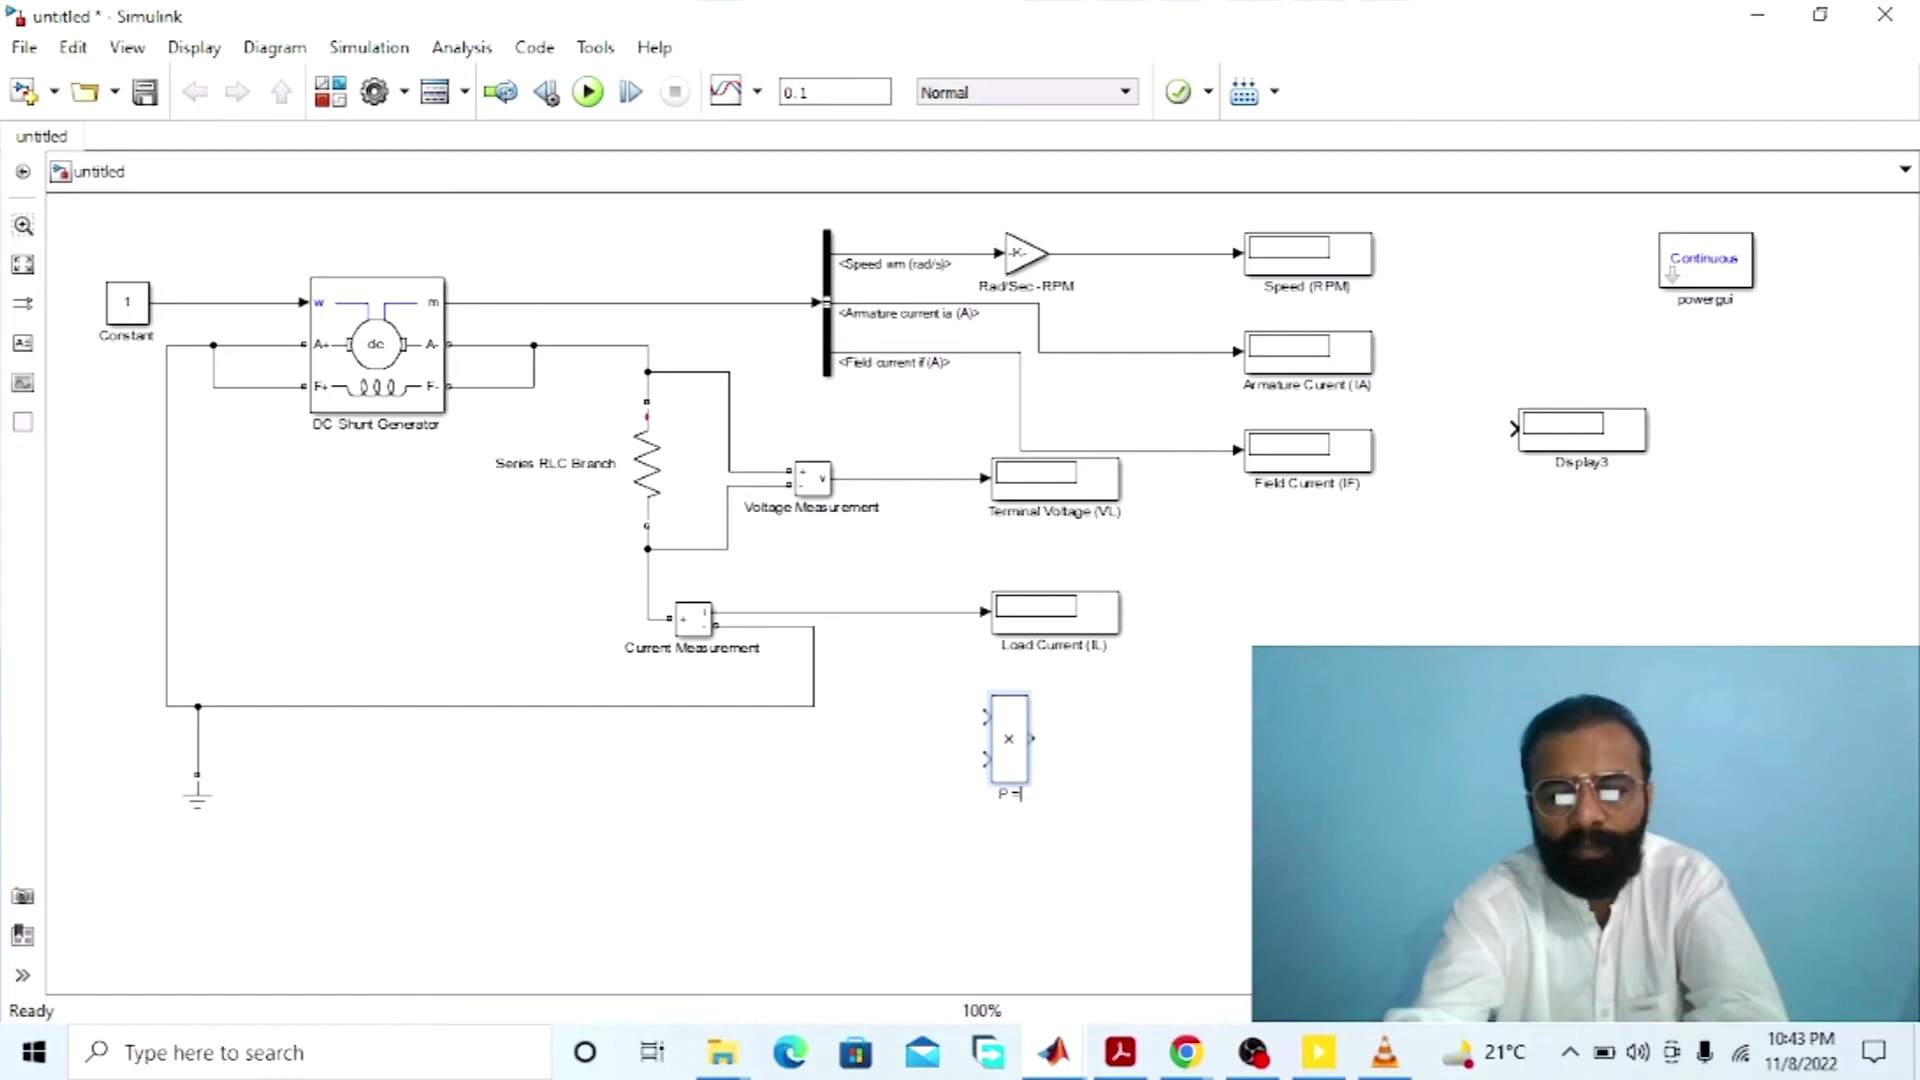 untitled * - Simulink
File Edit View Display Diagram Simulation Analysis Code Tools Help
0.1 Normal
untitled
untitled
<Speed wm (rad/s)>
-K-
Rad/Sec -RPM
Speed (RPM)
Continuous
powergui
1
Constant
w m
A+ dc A-
F+ F-
DC Shunt Generator
<Armature current ia (A)>
Armature Current (IA)
<Field current if (A)>
Field Current (IF)
Display3
Series RLC Branch
+ v
-
Voltage Measurement
Terminal Voltage (VL)
+ i
-
Current Measurement
Load Current (IL)
×
P =
Ready 100%
Type here to search
21°C
10:43 PM
11/8/2022